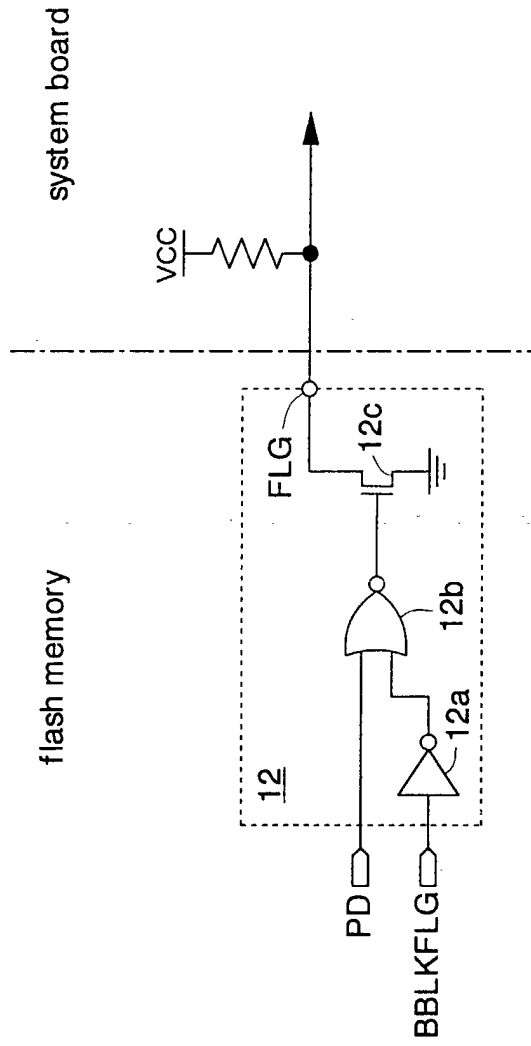 flash memory
system board
VCC
FLG
12
12c
12b
12a
PD
BBLKFLG